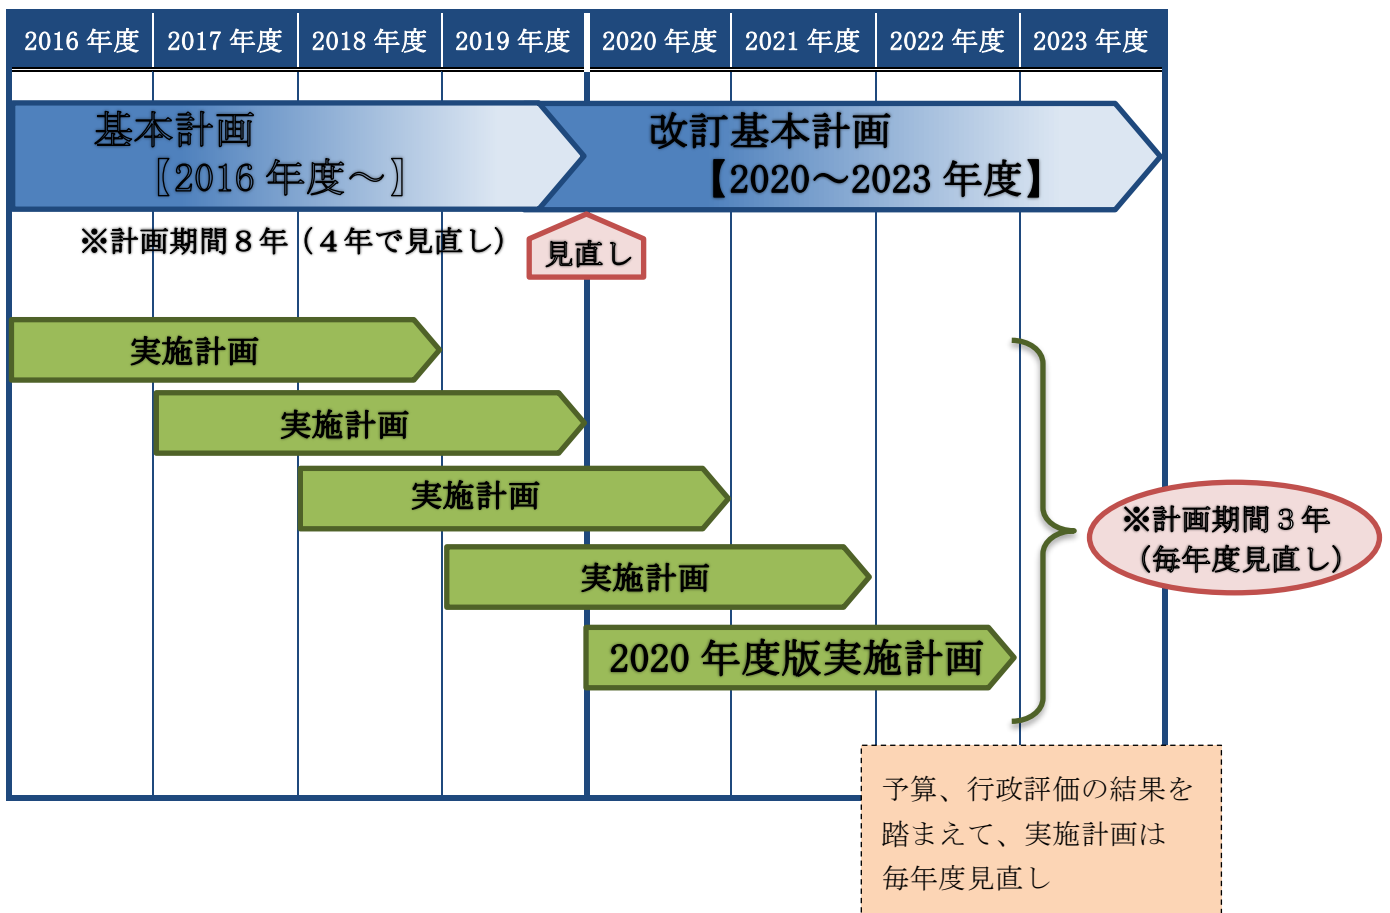 2016 年度 2017 年度 2018 年度 2019 年度 2020 年度 2021 年度 2022 年度 2023 年度
基本計画
〖2016 年度～〗
改訂基本計画
【2020～2023 年度】
※計画期間８年（４年で見直し）
見直し
実施計画
実施計画
実施計画
実施計画
2020 年度版実施計画
※計画期間３年
（毎年度見直し）
予算、行政評価の結果を
踏まえて、実施計画は
毎年度見直し